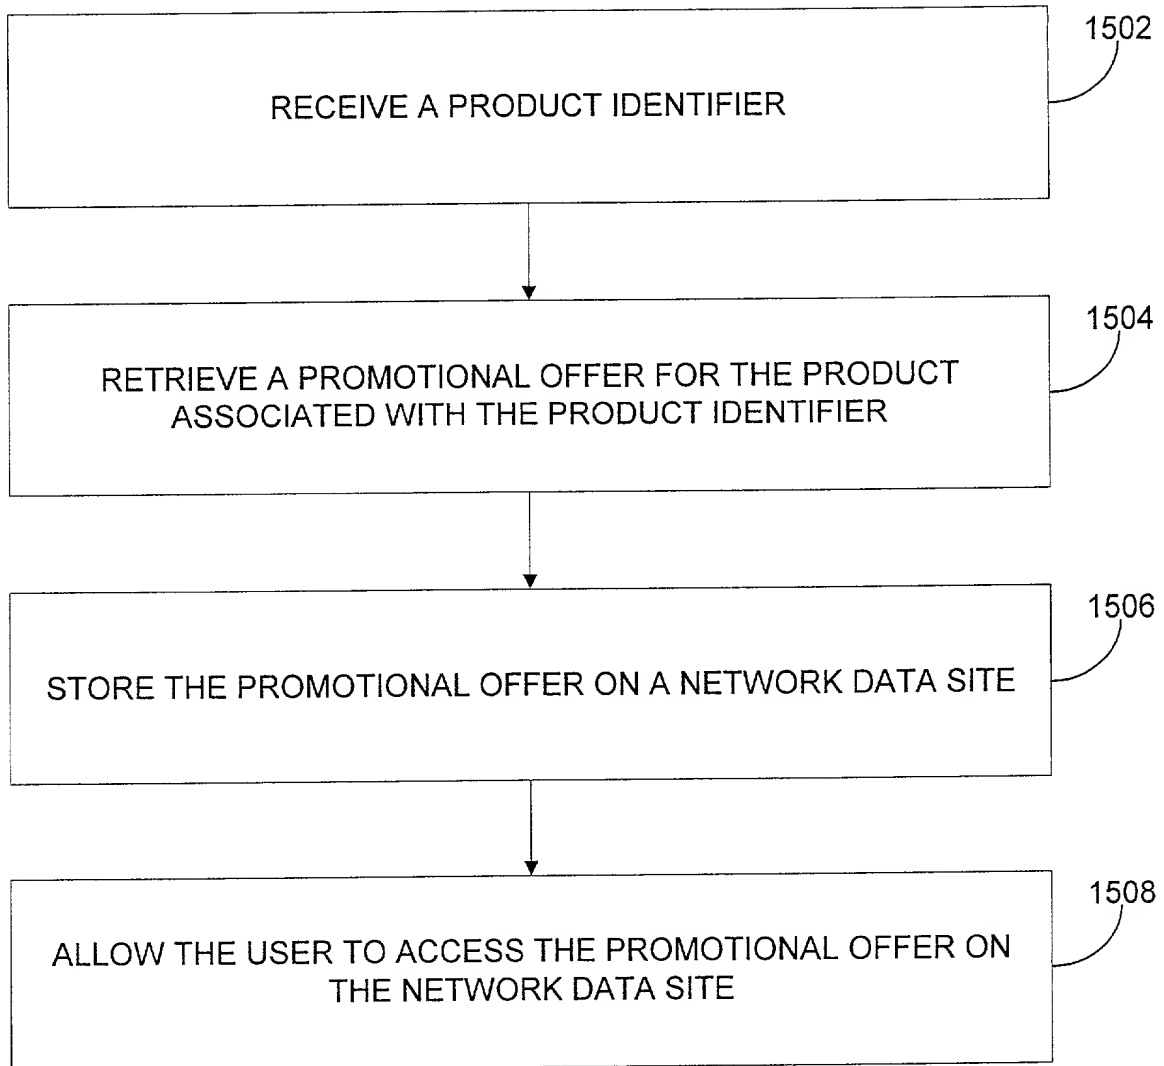 1502
RECEIVE A PRODUCT IDENTIFIER
1504
RETRIEVE A PROMOTIONAL OFFER FOR THE PRODUCT
ASSOCIATED WITH THE PRODUCT IDENTIFIER
1506
STORE THE PROMOTIONAL OFFER ON A NETWORK DATA SITE
1508
ALLOW THE USER TO ACCESS THE PROMOTIONAL OFFER ON
THE NETWORK DATA SITE